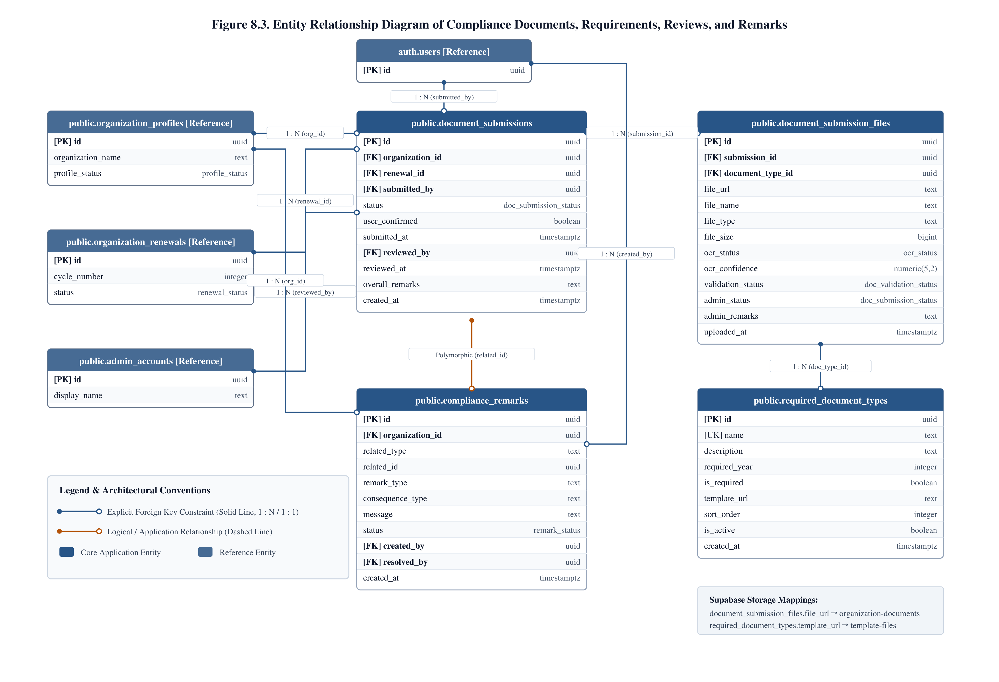 Figure 8.3. Entity Relationship Diagram of Compliance Documents, Requirements, Reviews, and Remarks
auth.users [Reference]
[PK] id uuid
1 : N (submitted_by)
public.organization_profiles [Reference]
[PK] id uuid
organization_name text
profile_status profile_status
1 : N (org_id)
public.document_submissions
[PK] id uuid
[FK] organization_id uuid
[FK] renewal_id uuid
[FK] submitted_by uuid
status doc_submission_status
user_confirmed boolean
submitted_at timestamptz
[FK] reviewed_by uuid
reviewed_at timestamptz
overall_remarks text
created_at timestamptz
1 : N (submission_id)
public.document_submission_files
[PK] id uuid
[FK] submission_id uuid
[FK] document_type_id uuid
file_url text
file_name text
file_type text
file_size bigint
ocr_status ocr_status
ocr_confidence numeric(5,2)
validation_status doc_validation_status
admin_status doc_submission_status
admin_remarks text
uploaded_at timestamptz
1 : N (renewal_id)
public.organization_renewals [Reference]
[PK] id uuid
cycle_number integer
status renewal_status
1 : N (org_id)
1 : N (reviewed_by)
1 : N (created_by)
public.admin_accounts [Reference]
[PK] id uuid
display_name text
Polymorphic (related_id)
1 : N (doc_type_id)
public.compliance_remarks
[PK] id uuid
[FK] organization_id uuid
related_type text
related_id uuid
remark_type text
consequence_type text
message text
status remark_status
[FK] created_by uuid
[FK] resolved_by uuid
created_at timestamptz
public.required_document_types
[PK] id uuid
[UK] name text
description text
required_year integer
is_required boolean
template_url text
sort_order integer
is_active boolean
created_at timestamptz
Legend & Architectural Conventions
Explicit Foreign Key Constraint (Solid Line, 1 : N / 1 : 1)
Logical / Application Relationship (Dashed Line)
Core Application Entity Reference Entity
Supabase Storage Mappings:
document_submission_files.file_url → organization-documents
required_document_types.template_url → template-files